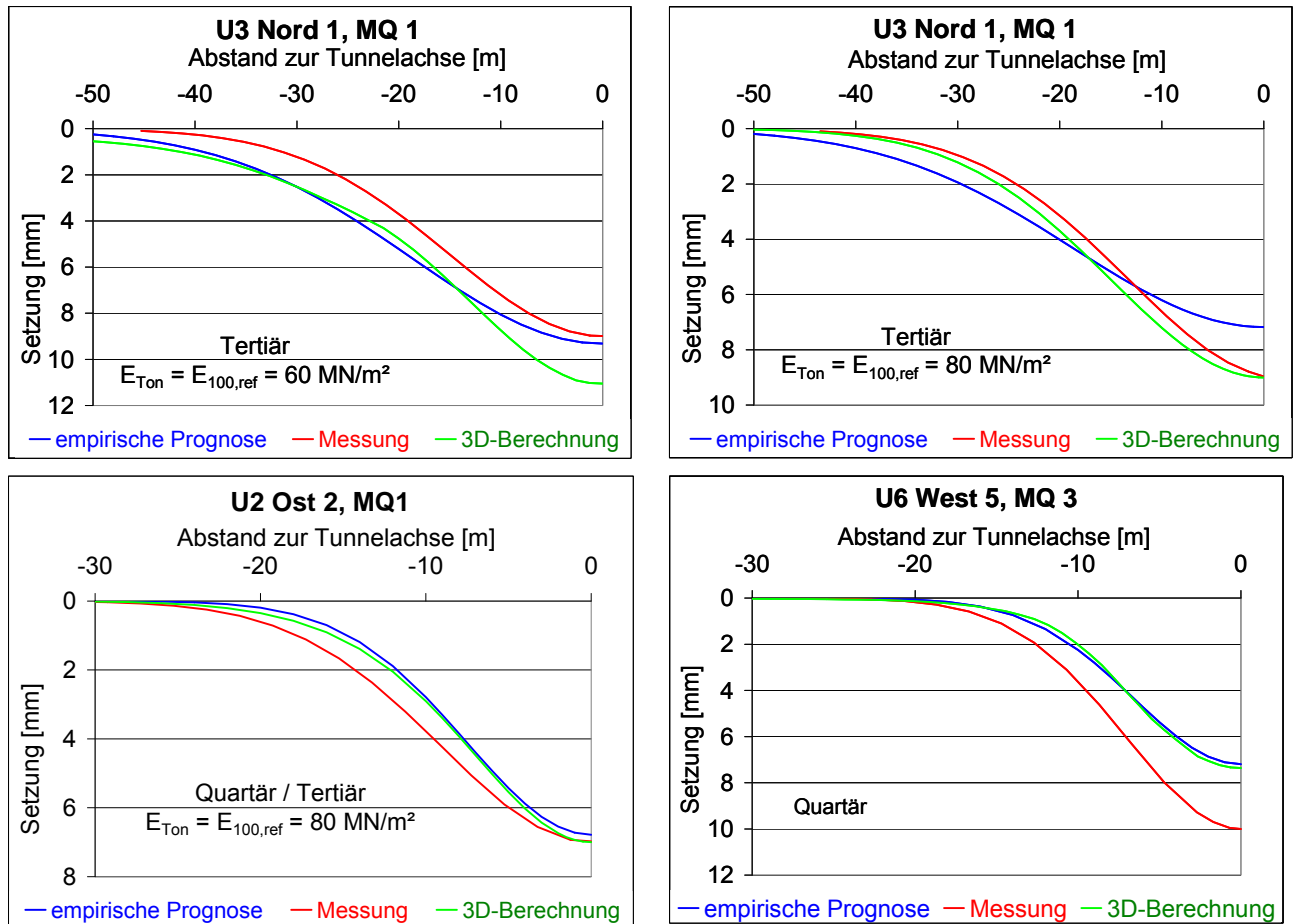 U3 Nord 1, MQ 1
Abstand zur Tunnelachse [m]
-50 -40 -30 -20 -10 0
0
2
4
6
8
10
12
Setzung [mm]
Tertiär
E_Ton = E_100,ref = 60 MN/m²
empirische Prognose Messung 3D-Berechnung
U3 Nord 1, MQ 1
Abstand zur Tunnelachse [m]
-50 -40 -30 -20 -10 0
0
2
4
6
8
10
Setzung [mm]
Tertiär
E_Ton = E_100,ref = 80 MN/m²
empirische Prognose Messung 3D-Berechnung
U2 Ost 2, MQ1
Abstand zur Tunnelachse [m]
-30 -20 -10 0
0
2
4
6
8
Setzung [mm]
Quartär / Tertiär
E_Ton = E_100,ref = 80 MN/m²
empirische Prognose Messung 3D-Berechnung
U6 West 5, MQ 3
Abstand zur Tunnelachse [m]
-30 -20 -10 0
0
2
4
6
8
10
12
Setzung [mm]
Quartär
empirische Prognose Messung 3D-Berechnung